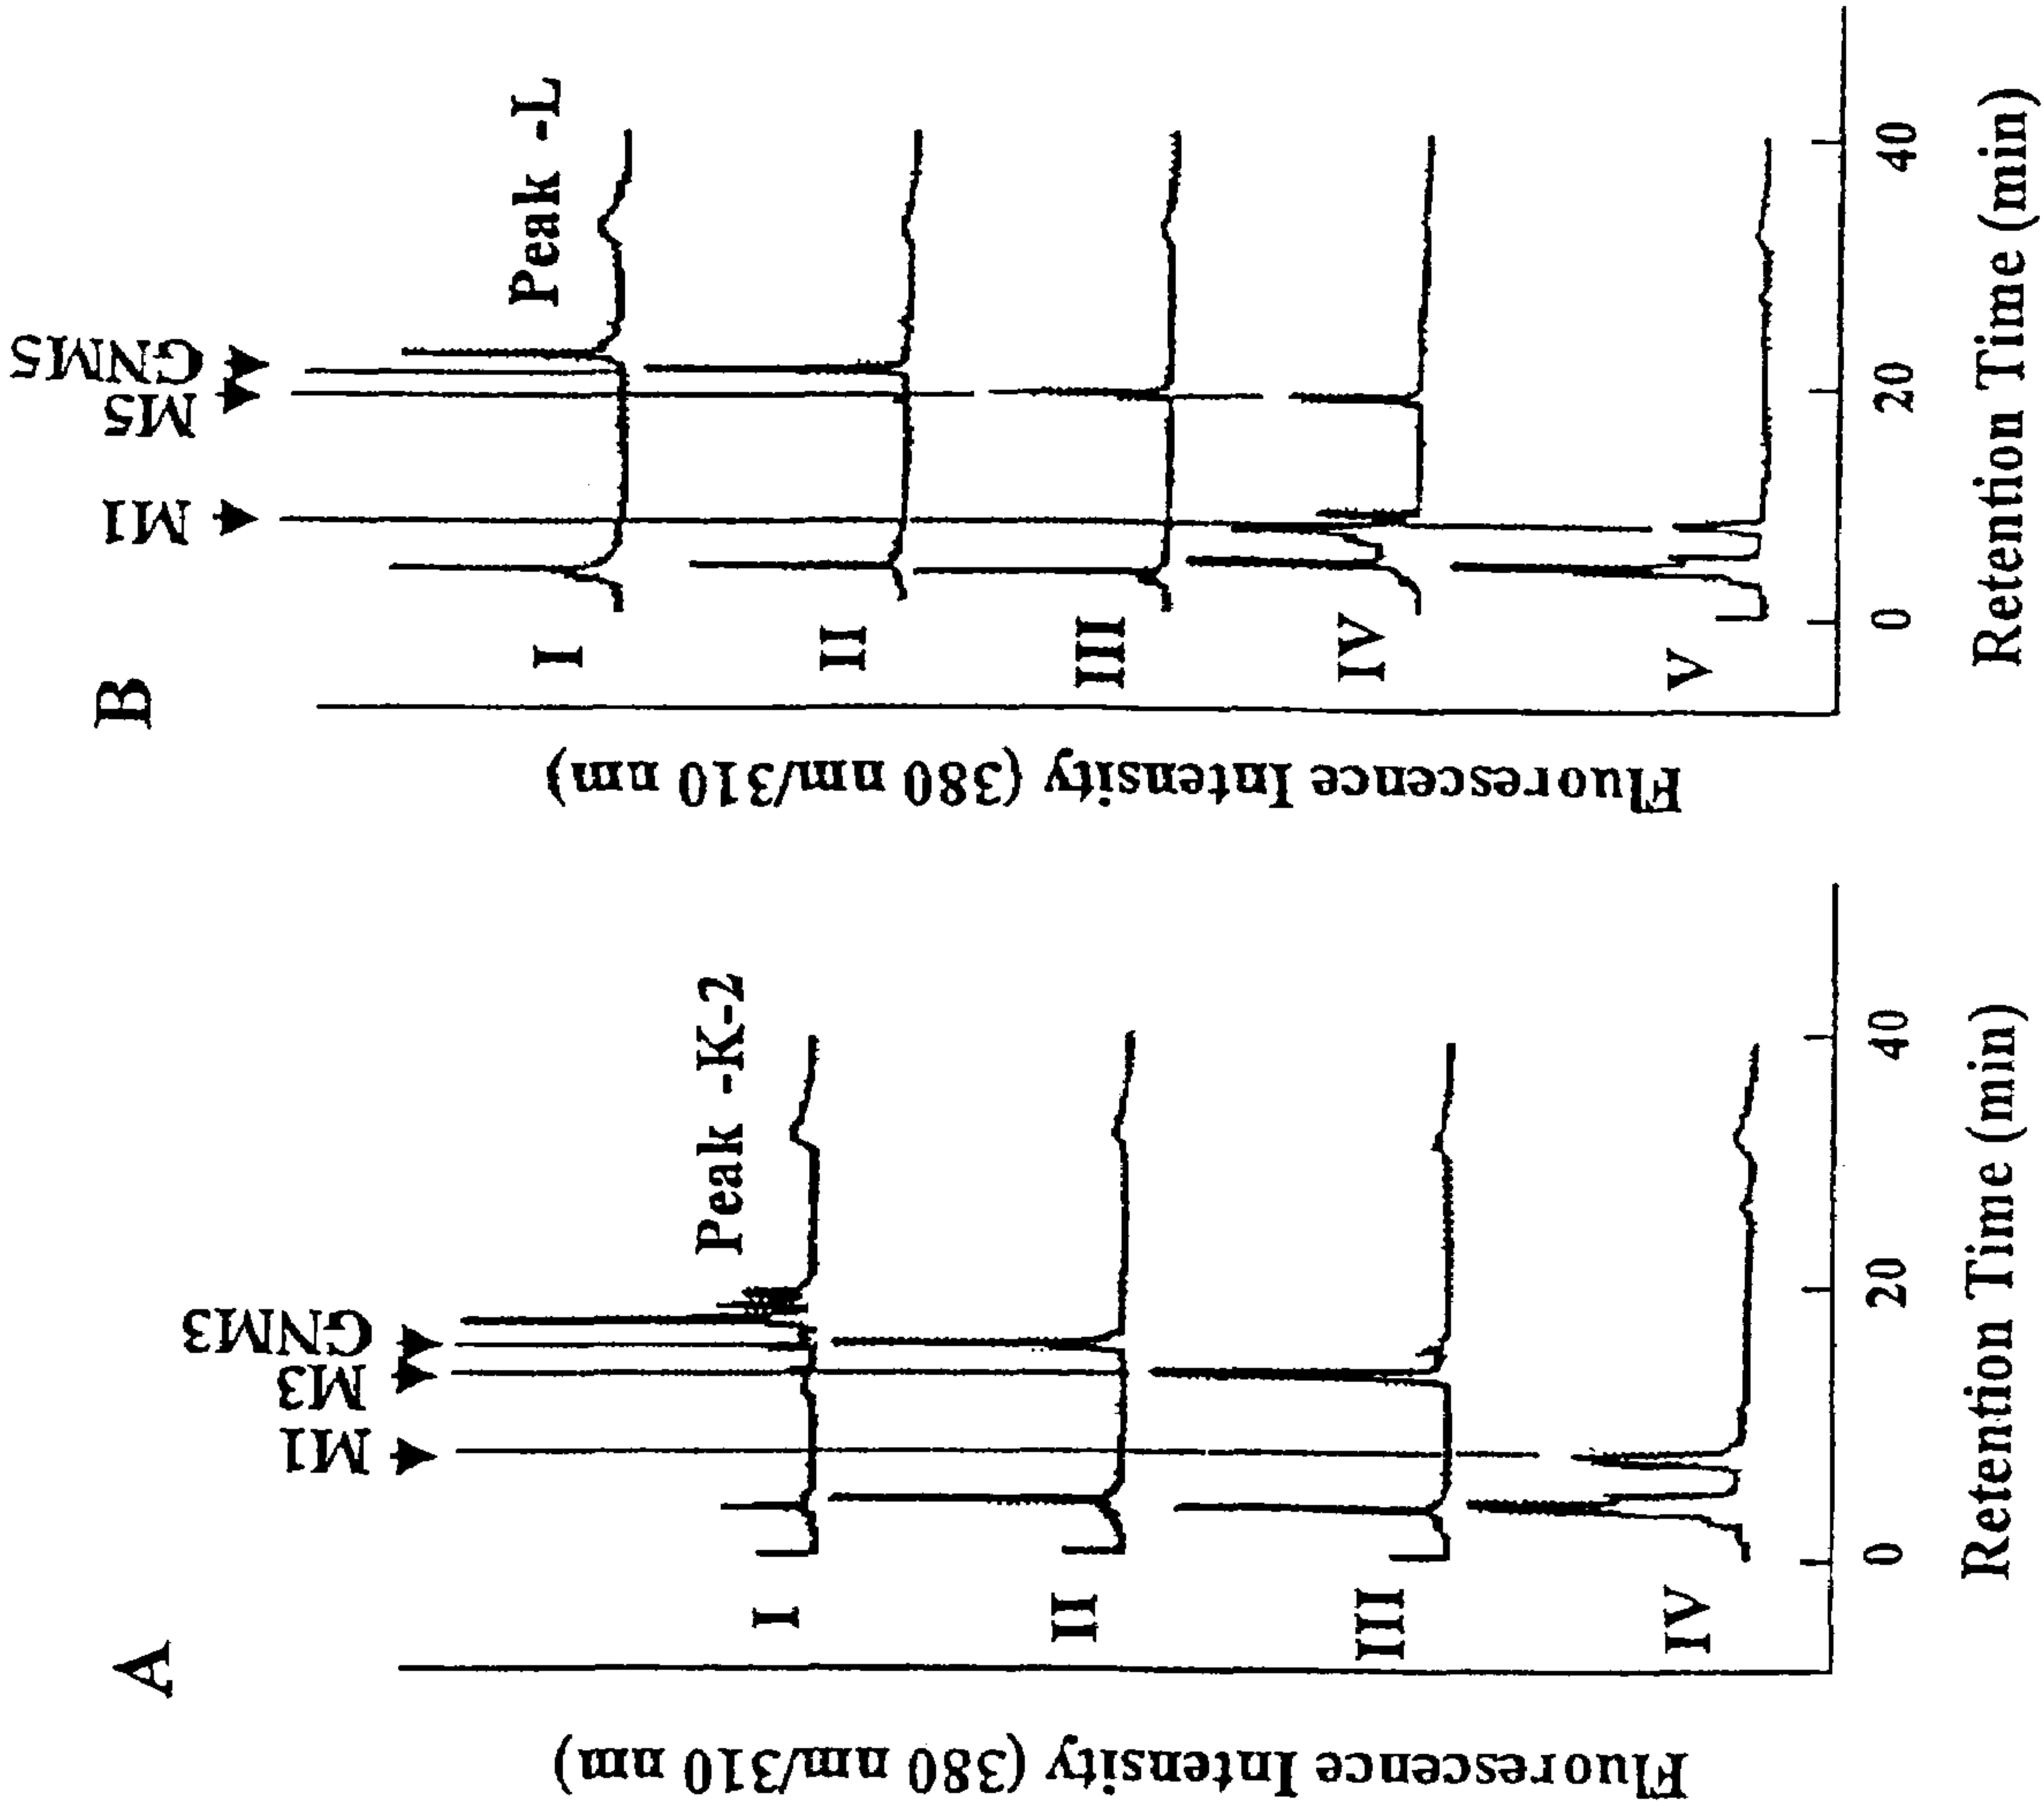 A
M1
M3
GNM3
Peak -K-2
I
II
III
IV
0
20
40
Retention Time (min)
Fluorescence Intensity (380 nm/310 nm)
B
M1
M5
GNM5
Peak -L
I
II
III
IV
V
0
20
40
Retention Time (min)
Fluorescence Intensity (380 nm/310 nm)